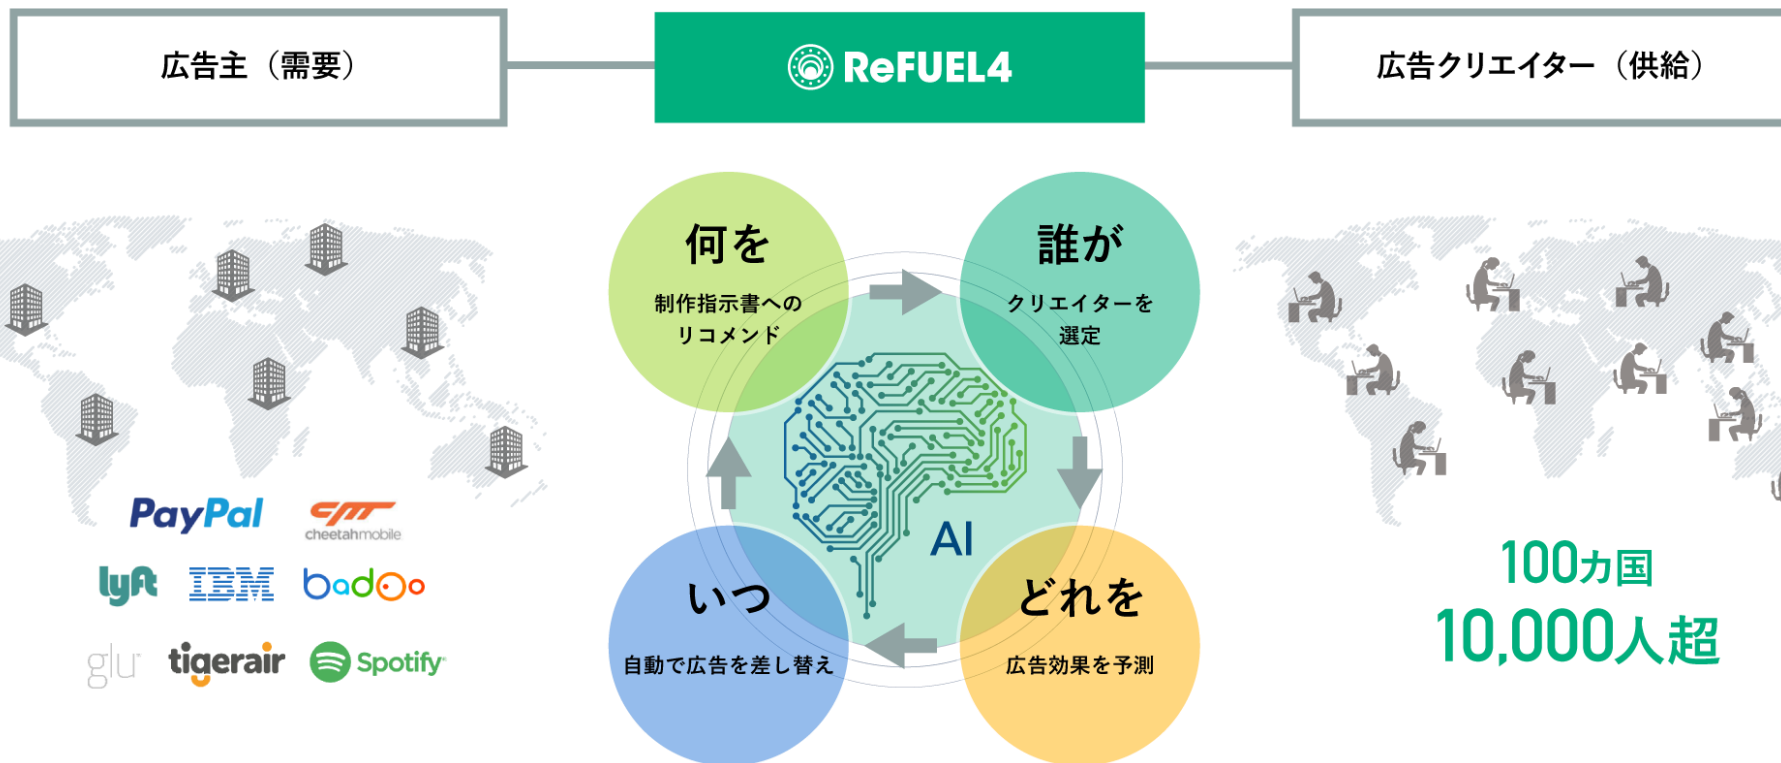 広告主（需要）
ReFUEL4
広告クリエイター（供給）
何を
制作指示書への
リコメンド
誰が
クリエイターを
選定
AI
いつ
自動で広告を差し替え
どれを
広告効果を予測
PayPal
cheetahmobile
lyft
IBM
badoo
glu
tigerair
Spotify
100カ国
10,000人超